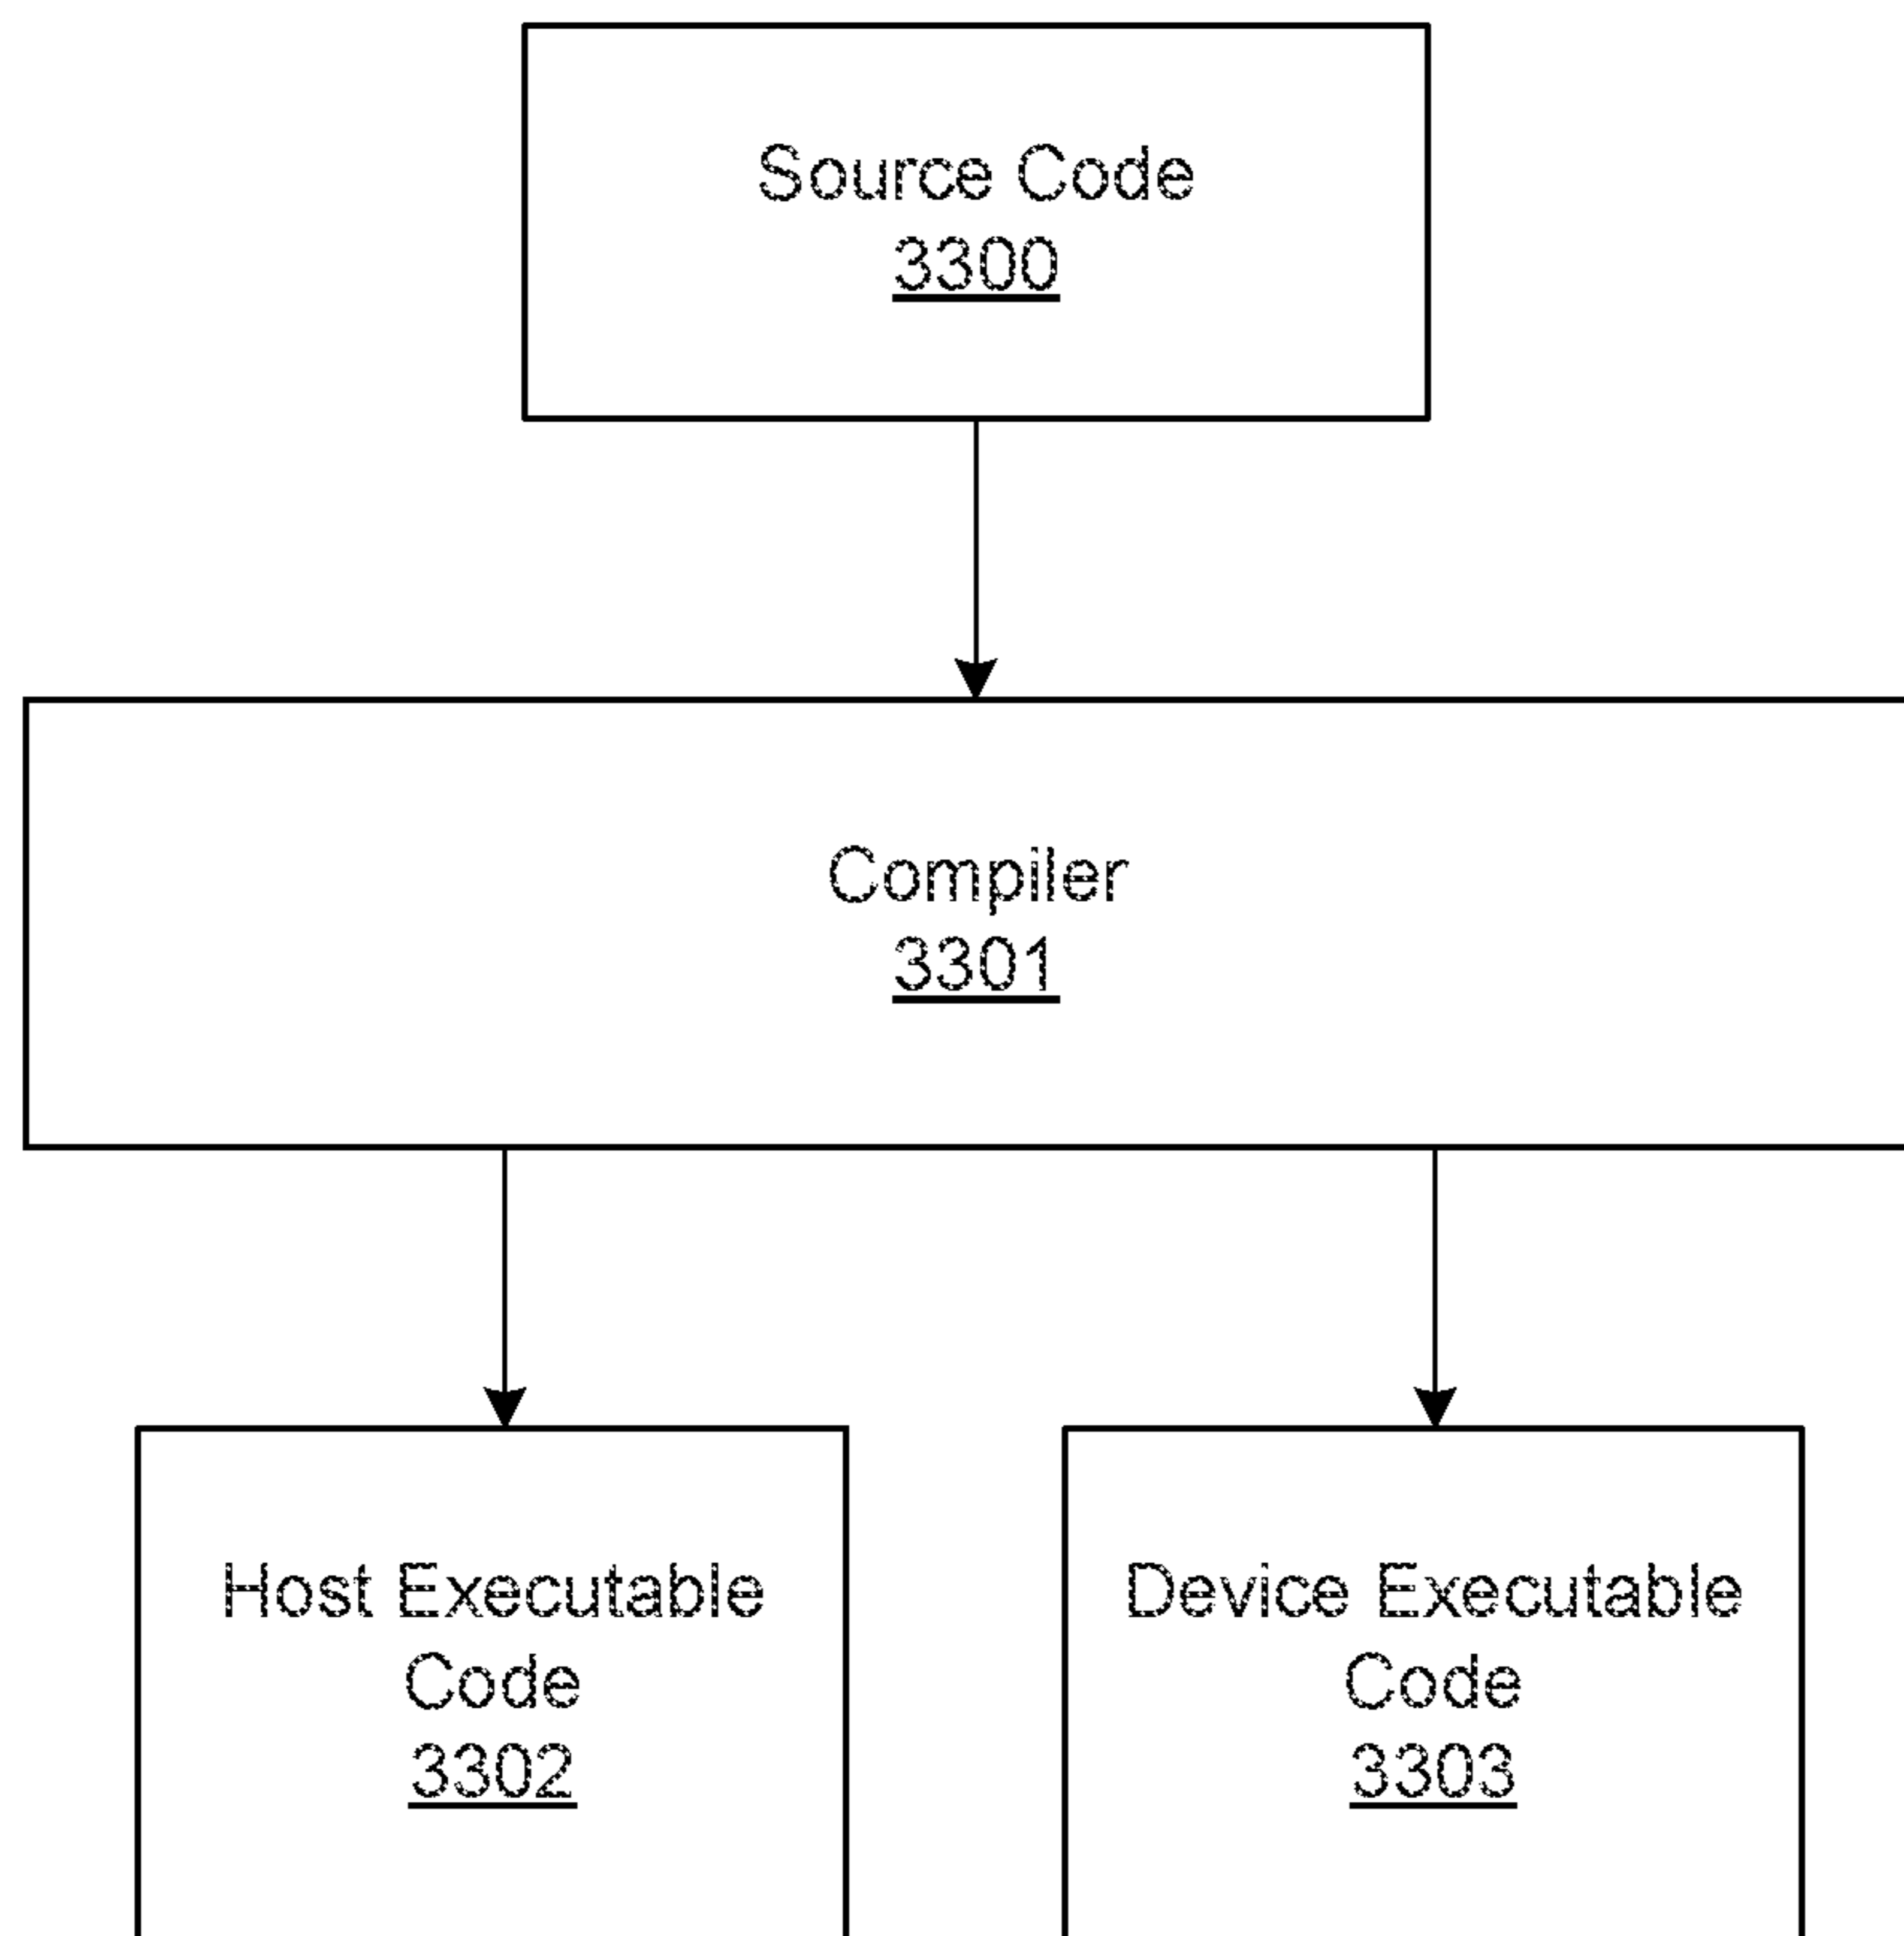 Source Code
3300
Compiler
3301
Host Executable
Code
3302
Device Executable
Code
3303